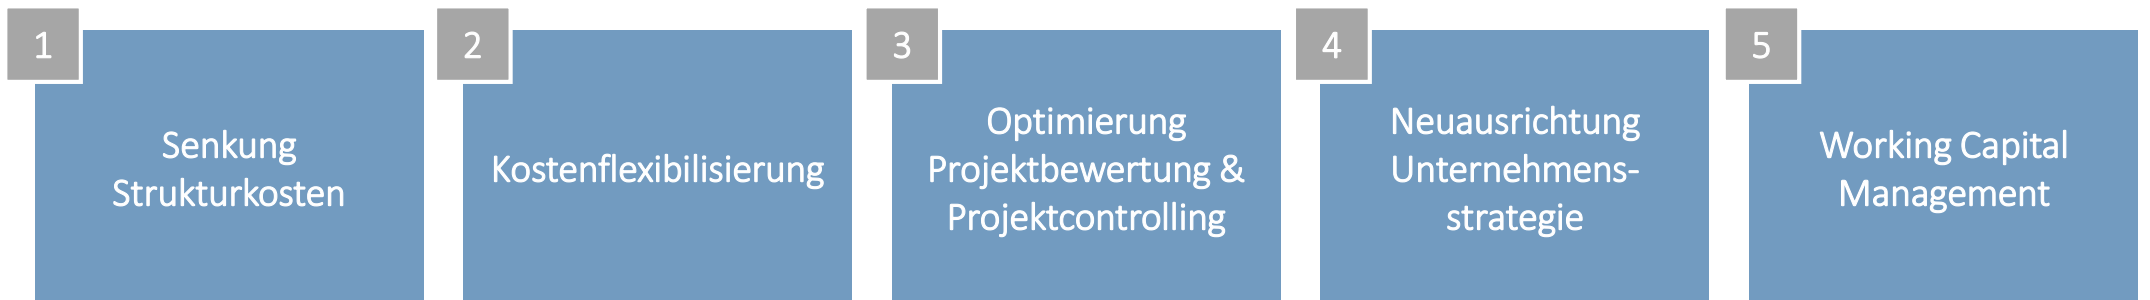 1
Senkung
Strukturkosten
2
Kostenflexibilisierung
3
Optimierung
Projektbewertung &
Projektcontrolling
4
Neuausrichtung
Unternehmens-
strategie
5
Working Capital
Management